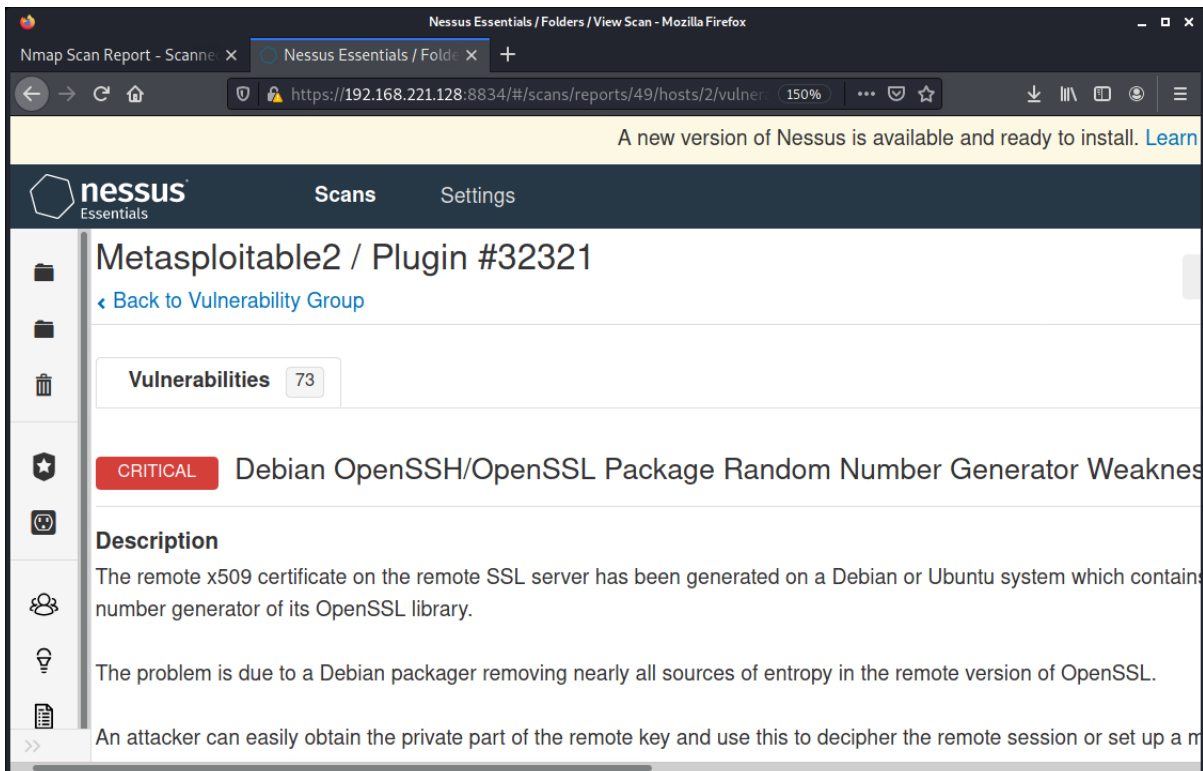 Nessus Essentials / Folders / View Scan - Mozilla Firefox
Nmap Scan Report - Scanne
Nessus Essentials / Folde
https://192.168.221.128:8834/#/scans/reports/49/hosts/2/vulner
150%
A new version of Nessus is available and ready to install. Learn
nessus
Essentials
Scans
Settings
Metasploitable2 / Plugin #32321
Back to Vulnerability Group
Vulnerabilities 73
CRITICAL
Debian OpenSSH/OpenSSL Package Random Number Generator Weaknes
Description
The remote x509 certificate on the remote SSL server has been generated on a Debian or Ubuntu system which contains
number generator of its OpenSSL library.
The problem is due to a Debian packager removing nearly all sources of entropy in the remote version of OpenSSL.
An attacker can easily obtain the private part of the remote key and use this to decipher the remote session or set up a m